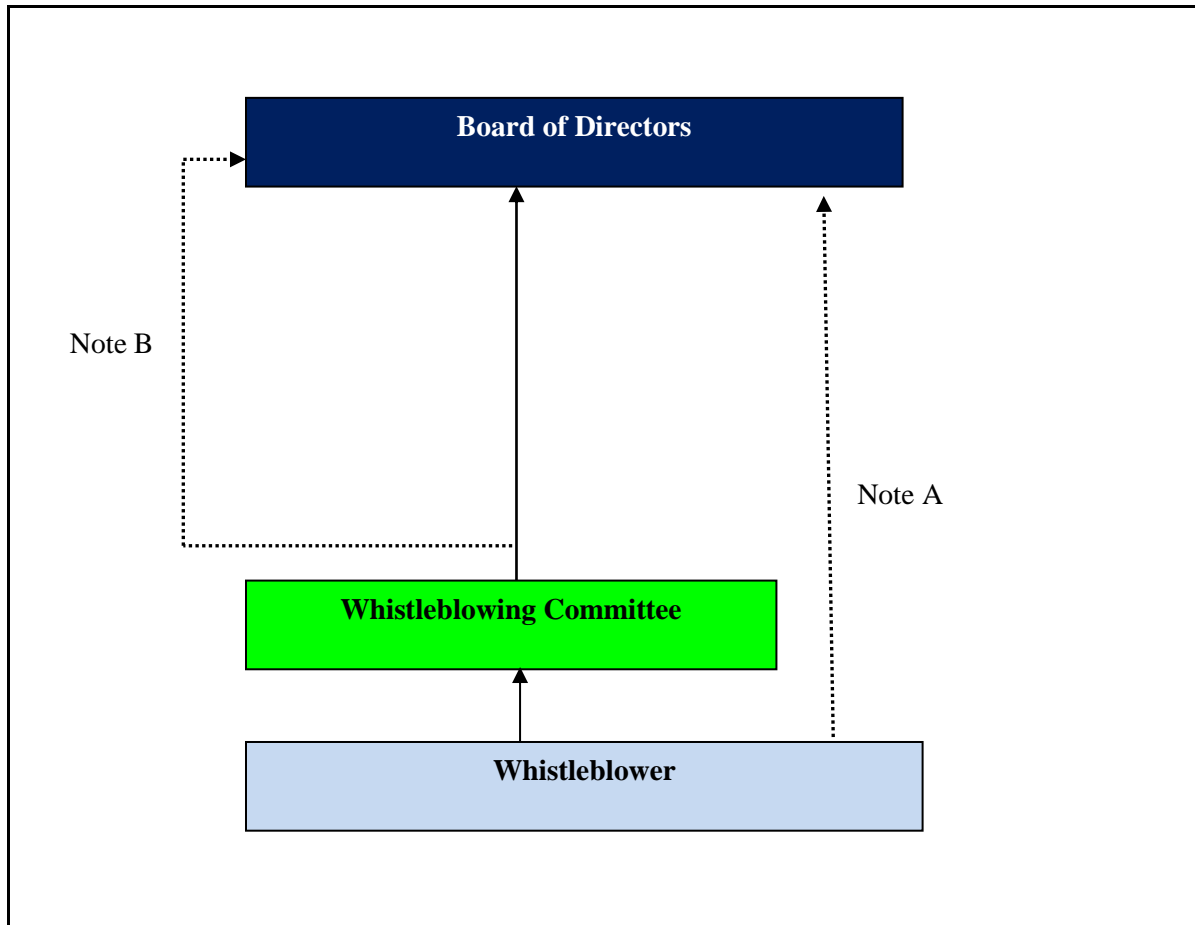 Board of Directors
Note B
Note A
Whistleblowing Committee
Whistleblower